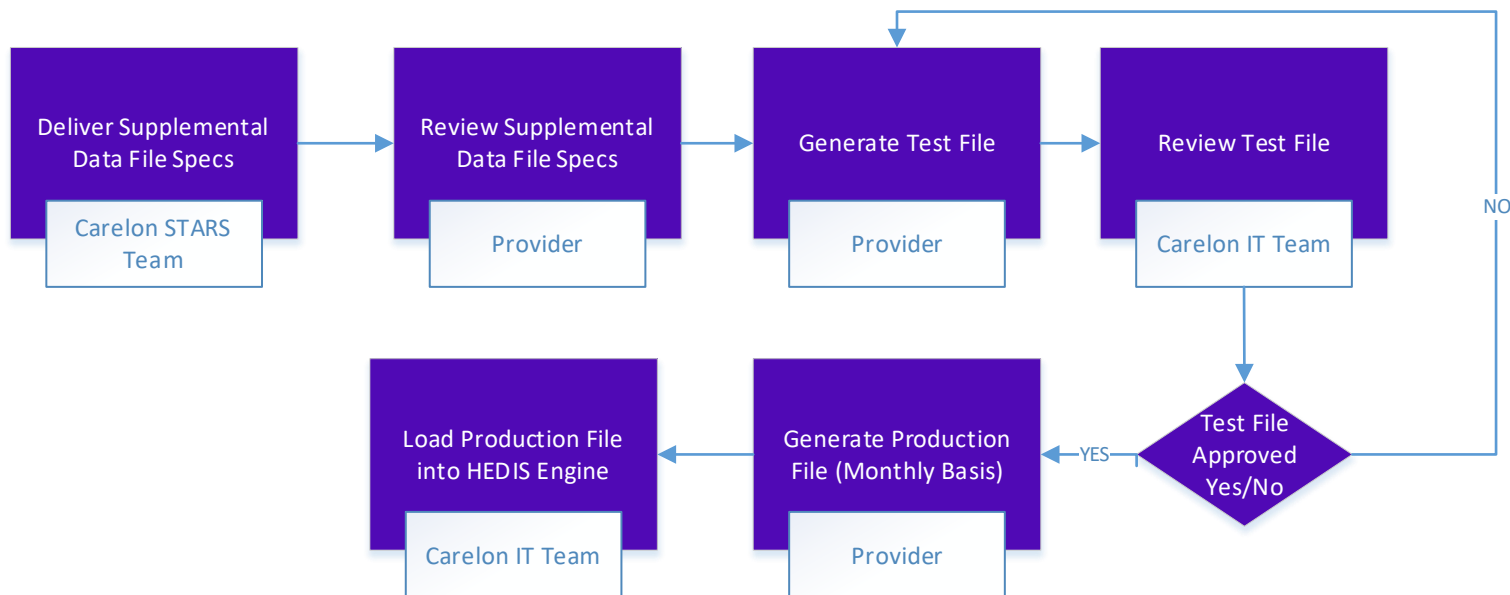 Deliver Supplemental
Data File Specs
Carelon STARS
Team
Review Supplemental
Data File Specs
Provider
Generate Test File
Provider
Review Test File
Carelon IT Team
NO
Test File
Approved
Yes/No
YES
Generate Production
File (Monthly Basis)
Provider
Load Production File
into HEDIS Engine
Carelon IT Team